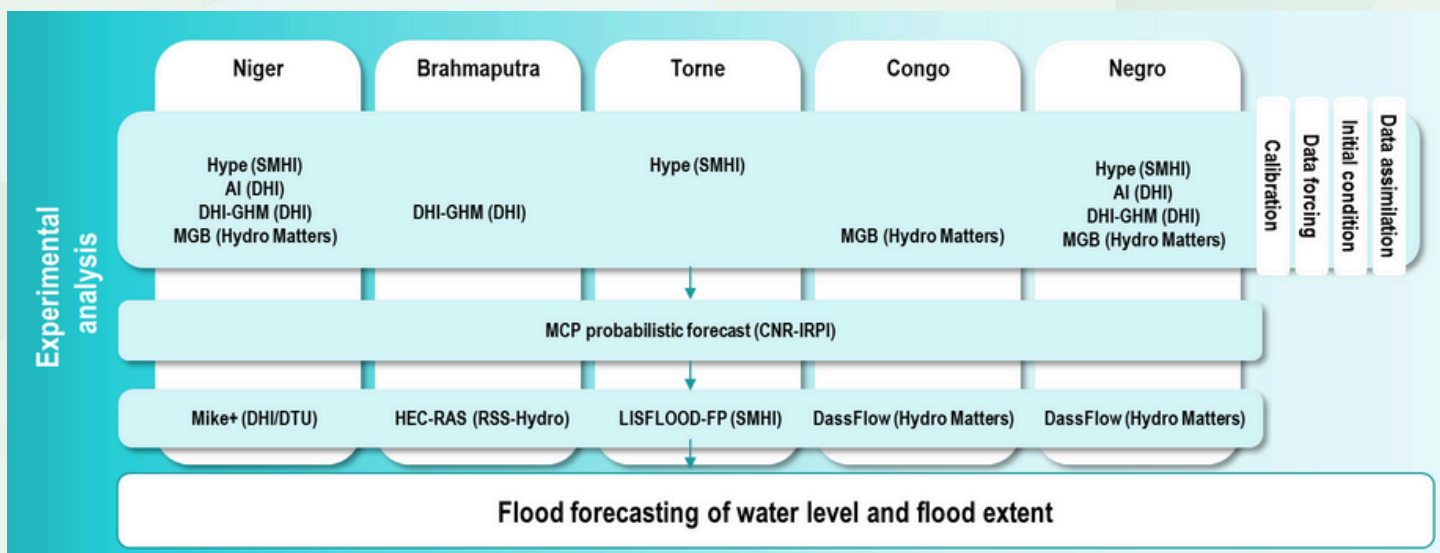 Experimental
analysis
Niger
Brahmaputra
Torne
Congo
Negro
Hype (SMHI)
AI (DHI)
DHI-GHM (DHI)
MGB (Hydro Matters)
DHI-GHM (DHI)
Hype (SMHI)
MGB (Hydro Matters)
Hype (SMHI)
AI (DHI)
DHI-GHM (DHI)
MGB (Hydro Matters)
Calibration
Data forcing
Initial condition
Data assimilation
MCP probabilistic forecast (CNR-IRPI)
Mike+ (DHI/DTU)
HEC-RAS (RSS-Hydro)
LISFLOOD-FP (SMHI)
DassFlow (Hydro Matters)
DassFlow (Hydro Matters)
Flood forecasting of water level and flood extent